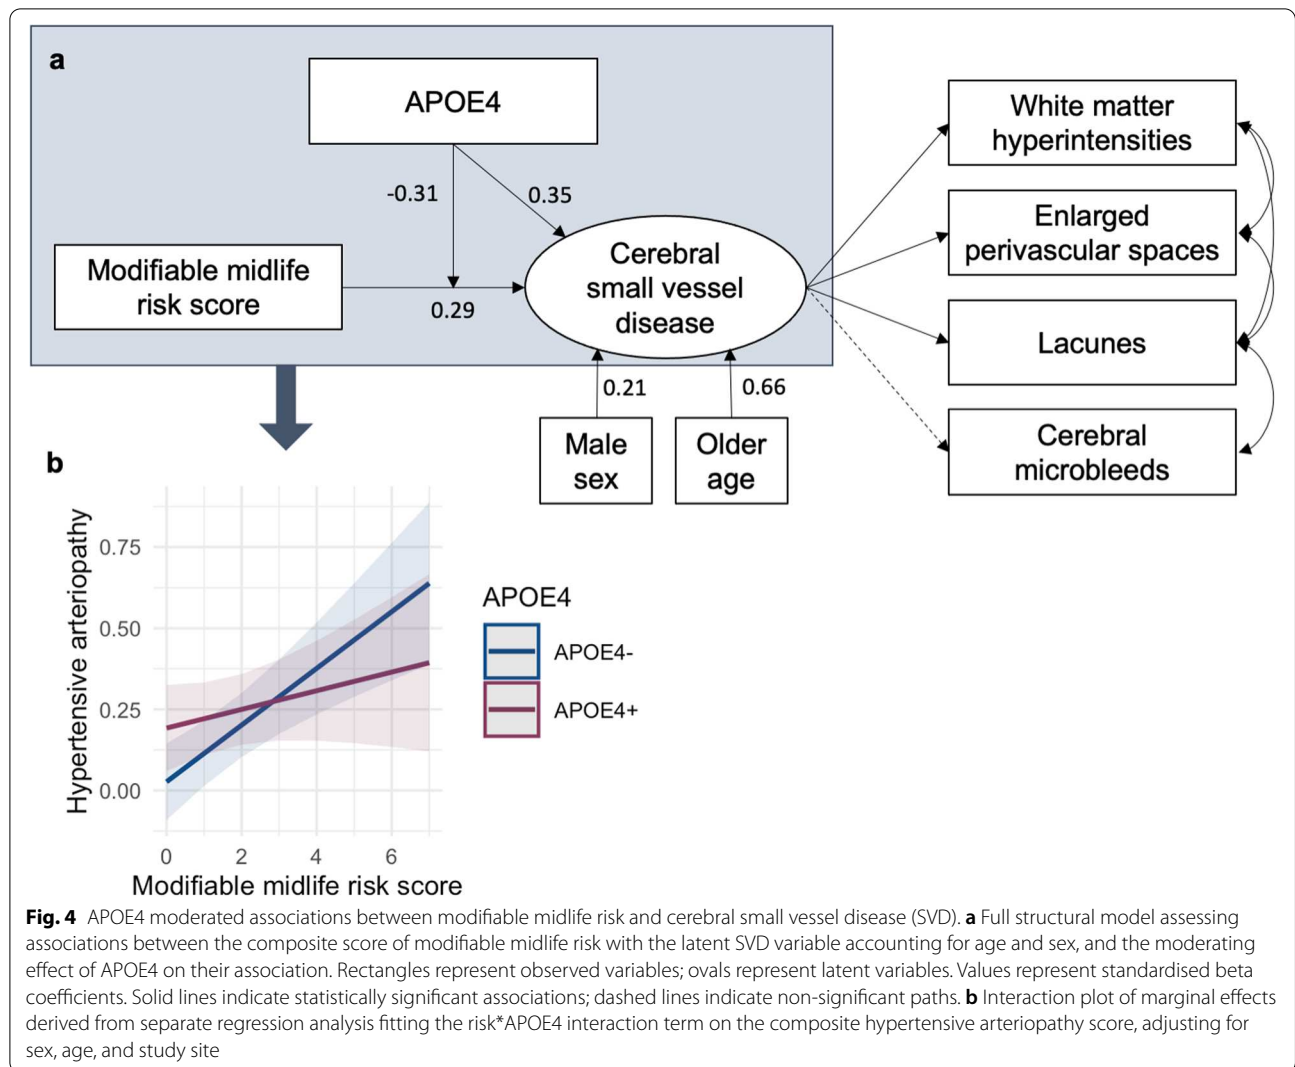 a
APOE4
-0.31
0.35
Modifiable midlife
risk score
0.29
Cerebral
small vessel
disease
White matter
hyperintensities
Enlarged
perivascular spaces
Lacunes
Cerebral
microbleeds
0.21
0.66
Male
sex
Older
age
b
Hypertensive arteriopathy
0.75
0.50
0.25
0.00
0 2 4 6
Modifiable midlife risk score
APOE4
APOE4-
APOE4+
Fig. 4 APOE4 moderated associations between modifiable midlife risk and cerebral small vessel disease (SVD). a Full structural model assessing
associations between the composite score of modifiable midlife risk with the latent SVD variable accounting for age and sex, and the moderating
effect of APOE4 on their association. Rectangles represent observed variables; ovals represent latent variables. Values represent standardised beta
coefficients. Solid lines indicate statistically significant associations; dashed lines indicate non-significant paths. b Interaction plot of marginal effects
derived from separate regression analysis fitting the risk*APOE4 interaction term on the composite hypertensive arteriopathy score, adjusting for
sex, age, and study site